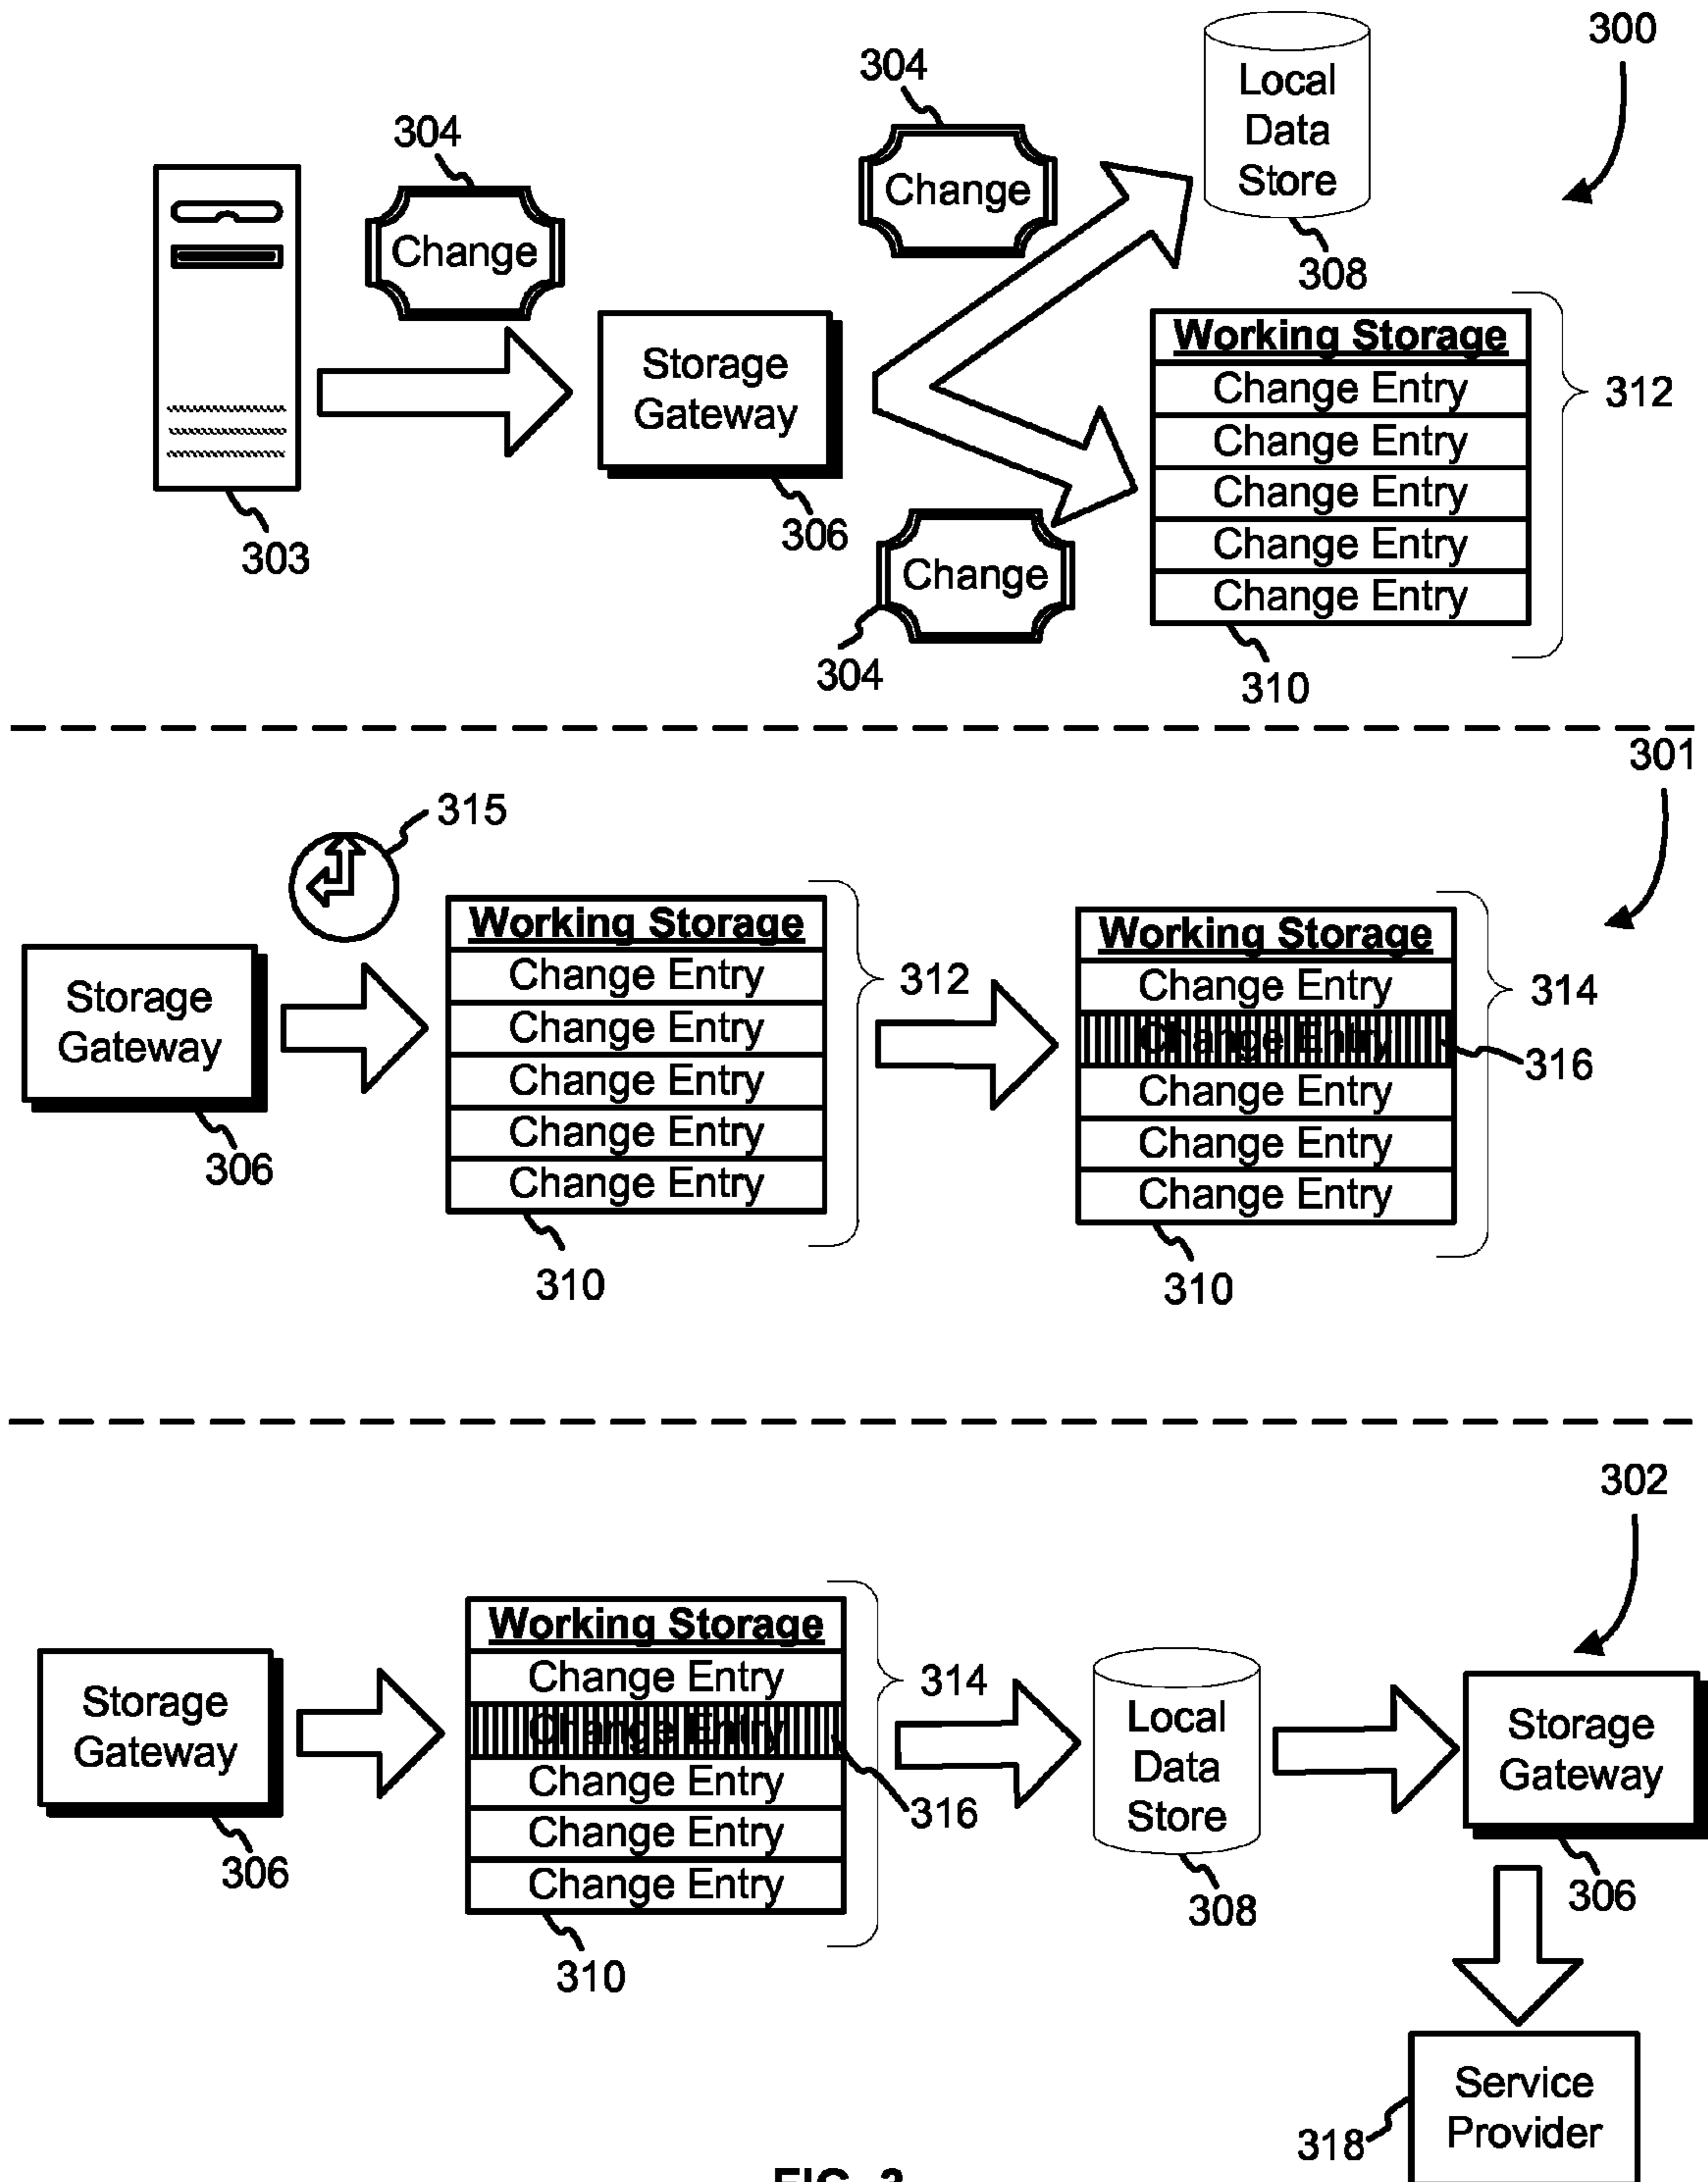 300
304
304
Local
Data
Store
Change
Change
308
Working Storage
Storage
Gateway
Change Entry
312
Change Entry
Change Entry
Change Entry
Change Entry
306
303
Change
304
310
301
315
Working Storage
Change Entry
Change Entry
Change Entry
Change Entry
Change Entry
312
Working Storage
Change Entry
Change Entry
Change Entry
Change Entry
Change Entry
314
316
Storage
Gateway
306
310
310
302
Storage
Gateway
306
Working Storage
Change Entry
Change Entry
Change Entry
Change Entry
Change Entry
314
316
310
Local
Data
Store
308
Storage
Gateway
306
Service
Provider
318
FIG. 3